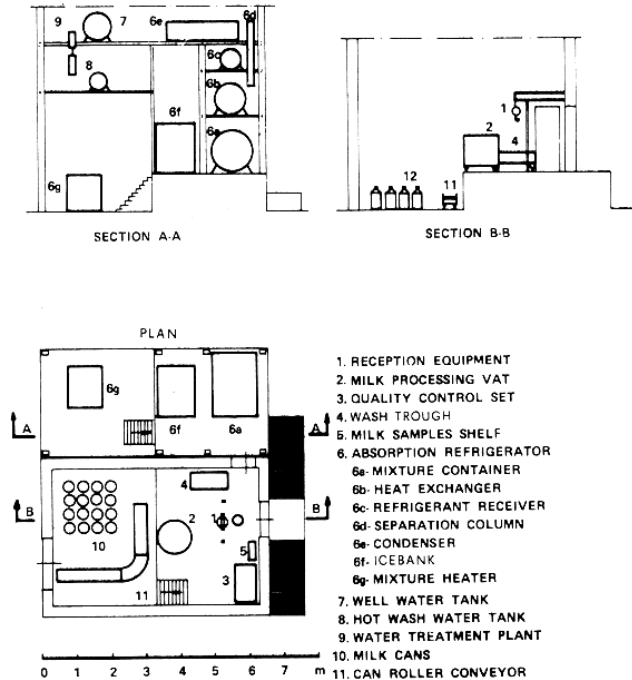 9
7
6e
6d
6c
8
6b
6f
6a
6g
SECTION A-A
1
2
4
12
11
SECTION B-B
PLAN
6g
6f
6a
A
A
B
B
4
2
1
10
5
3
11
1. RECEPTION EQUIPMENT
2. MILK PROCESSING VAT
3. QUALITY CONTROL SET
4. WASH TROUGH
5. MILK SAMPLES SHELF
6. ABSORPTION REFRIGERATOR
6a- MIXTURE CONTAINER
6b- HEAT EXCHANGER
6c- REFRIGERANT RECEIVER
6d- SEPARATION COLUMN
6e- CONDENSER
6f- ICEBANK
6g- MIXTURE HEATER
7. WELL WATER TANK
8. HOT WASH WATER TANK
9. WATER TREATMENT PLANT
10. MILK CANS
11. CAN ROLLER CONVEYOR
0 1 2 3 4 5 6 7 m